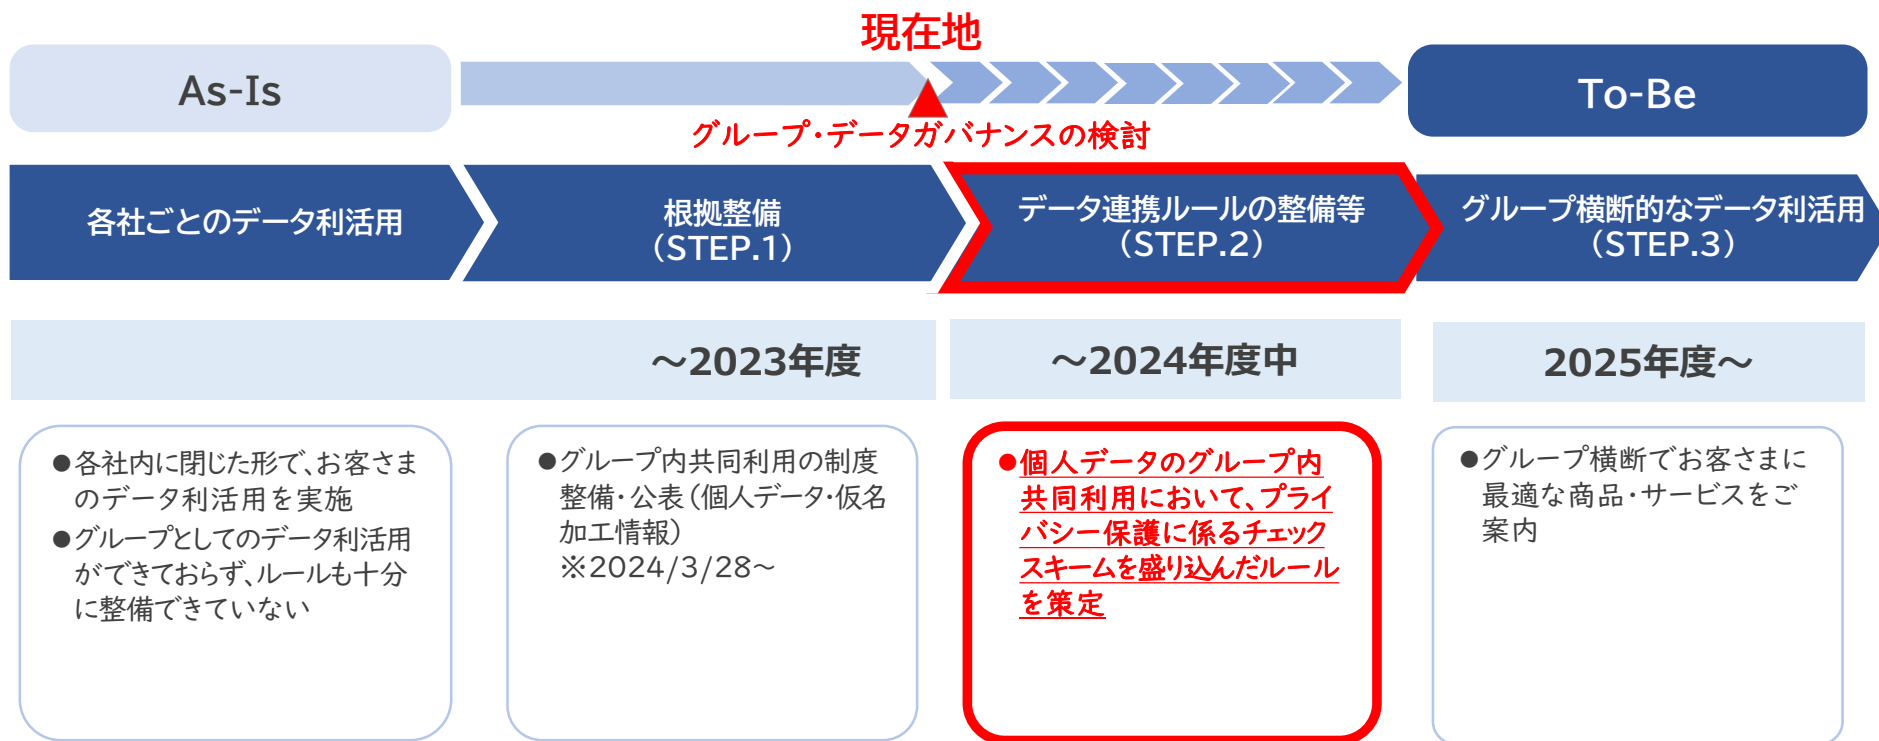 現在地
As-Is
To-Be
グループ・データガバナンスの検討
各社ごとのデータ利活用
根拠整備
(STEP.1)
データ連携ルールの整備等
(STEP.2)
グループ横断的なデータ利活用
(STEP.3)
～2023年度
～2024年度中
2025年度～
●各社内に閉じた形で、お客さま
のデータ利活用を実施
●グループとしてのデータ利活用
ができておらず、ルールも十分
に整備できていない
●グループ内共同利用の制度
整備・公表（個人データ・仮名
加工情報）
※2024/3/28～
●個人データのグループ内
共同利用において、プライ
バシー保護に係るチェック
スキームを盛り込んだルール
を策定
●グループ横断でお客さまに
最適な商品・サービスをご
案内